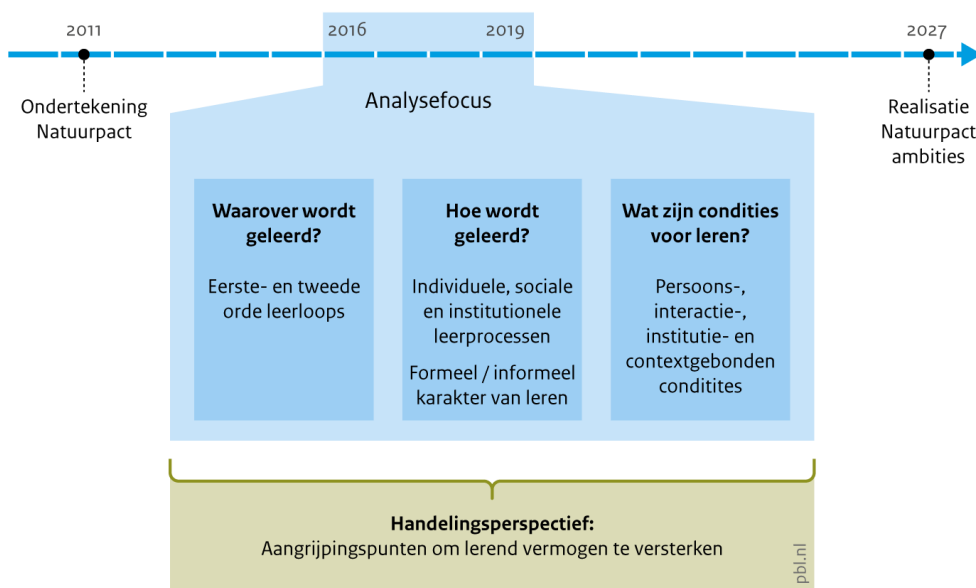 2011
2016
2019
2027
Ondertekening
Natuurpact
Analysefocus
Realisatie
Natuurpact
ambities
Waarover wordt
geleerd?
Eerste- en tweede
orde leerloops
Hoe wordt
geleerd?
Individuele, sociale
en institutionele
leerprocessen
Formeel / informeel
karakter van leren
Wat zijn condities
voor leren?
Persoons-,
interactie-,
institutie- en
contextgebonden
conditites
Handelingsperspectief:
Aangrijpingspunten om lerend vermogen te versterken
pbl.nl